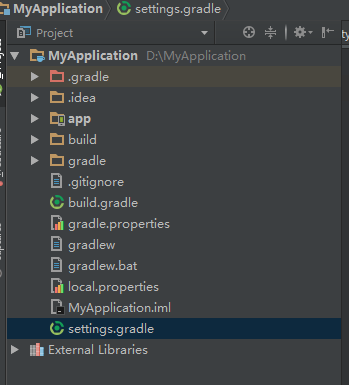 MyApplication settings.gradle
Project
MyApplication D:\MyApplication
.gradle
.idea
app
build
gradle
.gitignore
build.gradle
gradle.properties
gradlew
gradlew.bat
local.properties
MyApplication.iml
settings.gradle
External Libraries